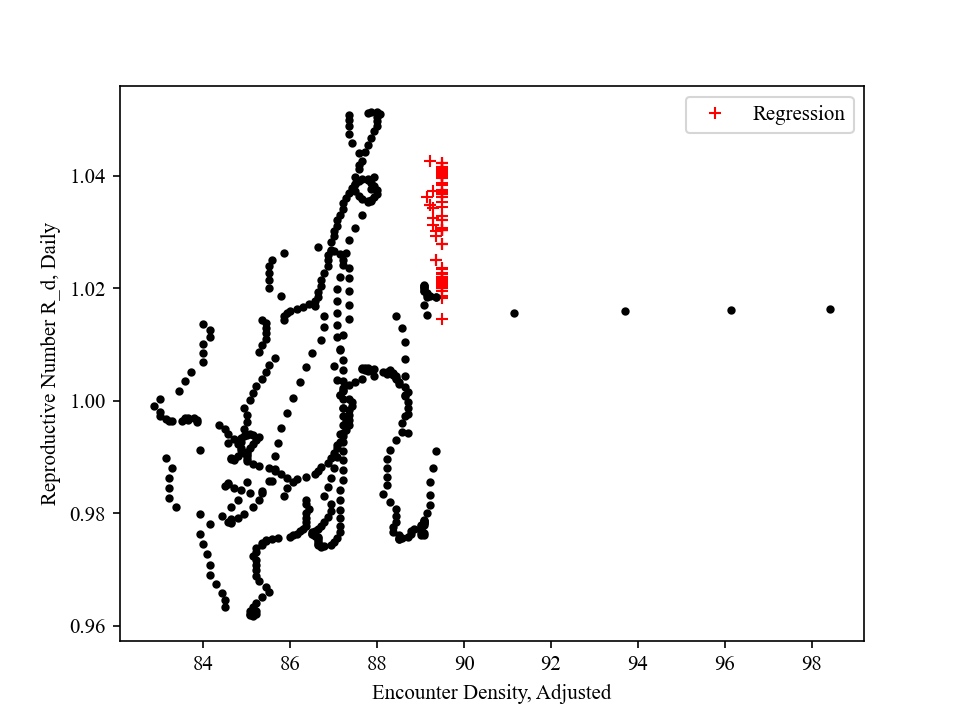 Regression
1.04
1.02
1.00
0.98
0.96
Reproductive Number R_d, Daily
84 86 88 90 92 94 96 98
Encounter Density, Adjusted